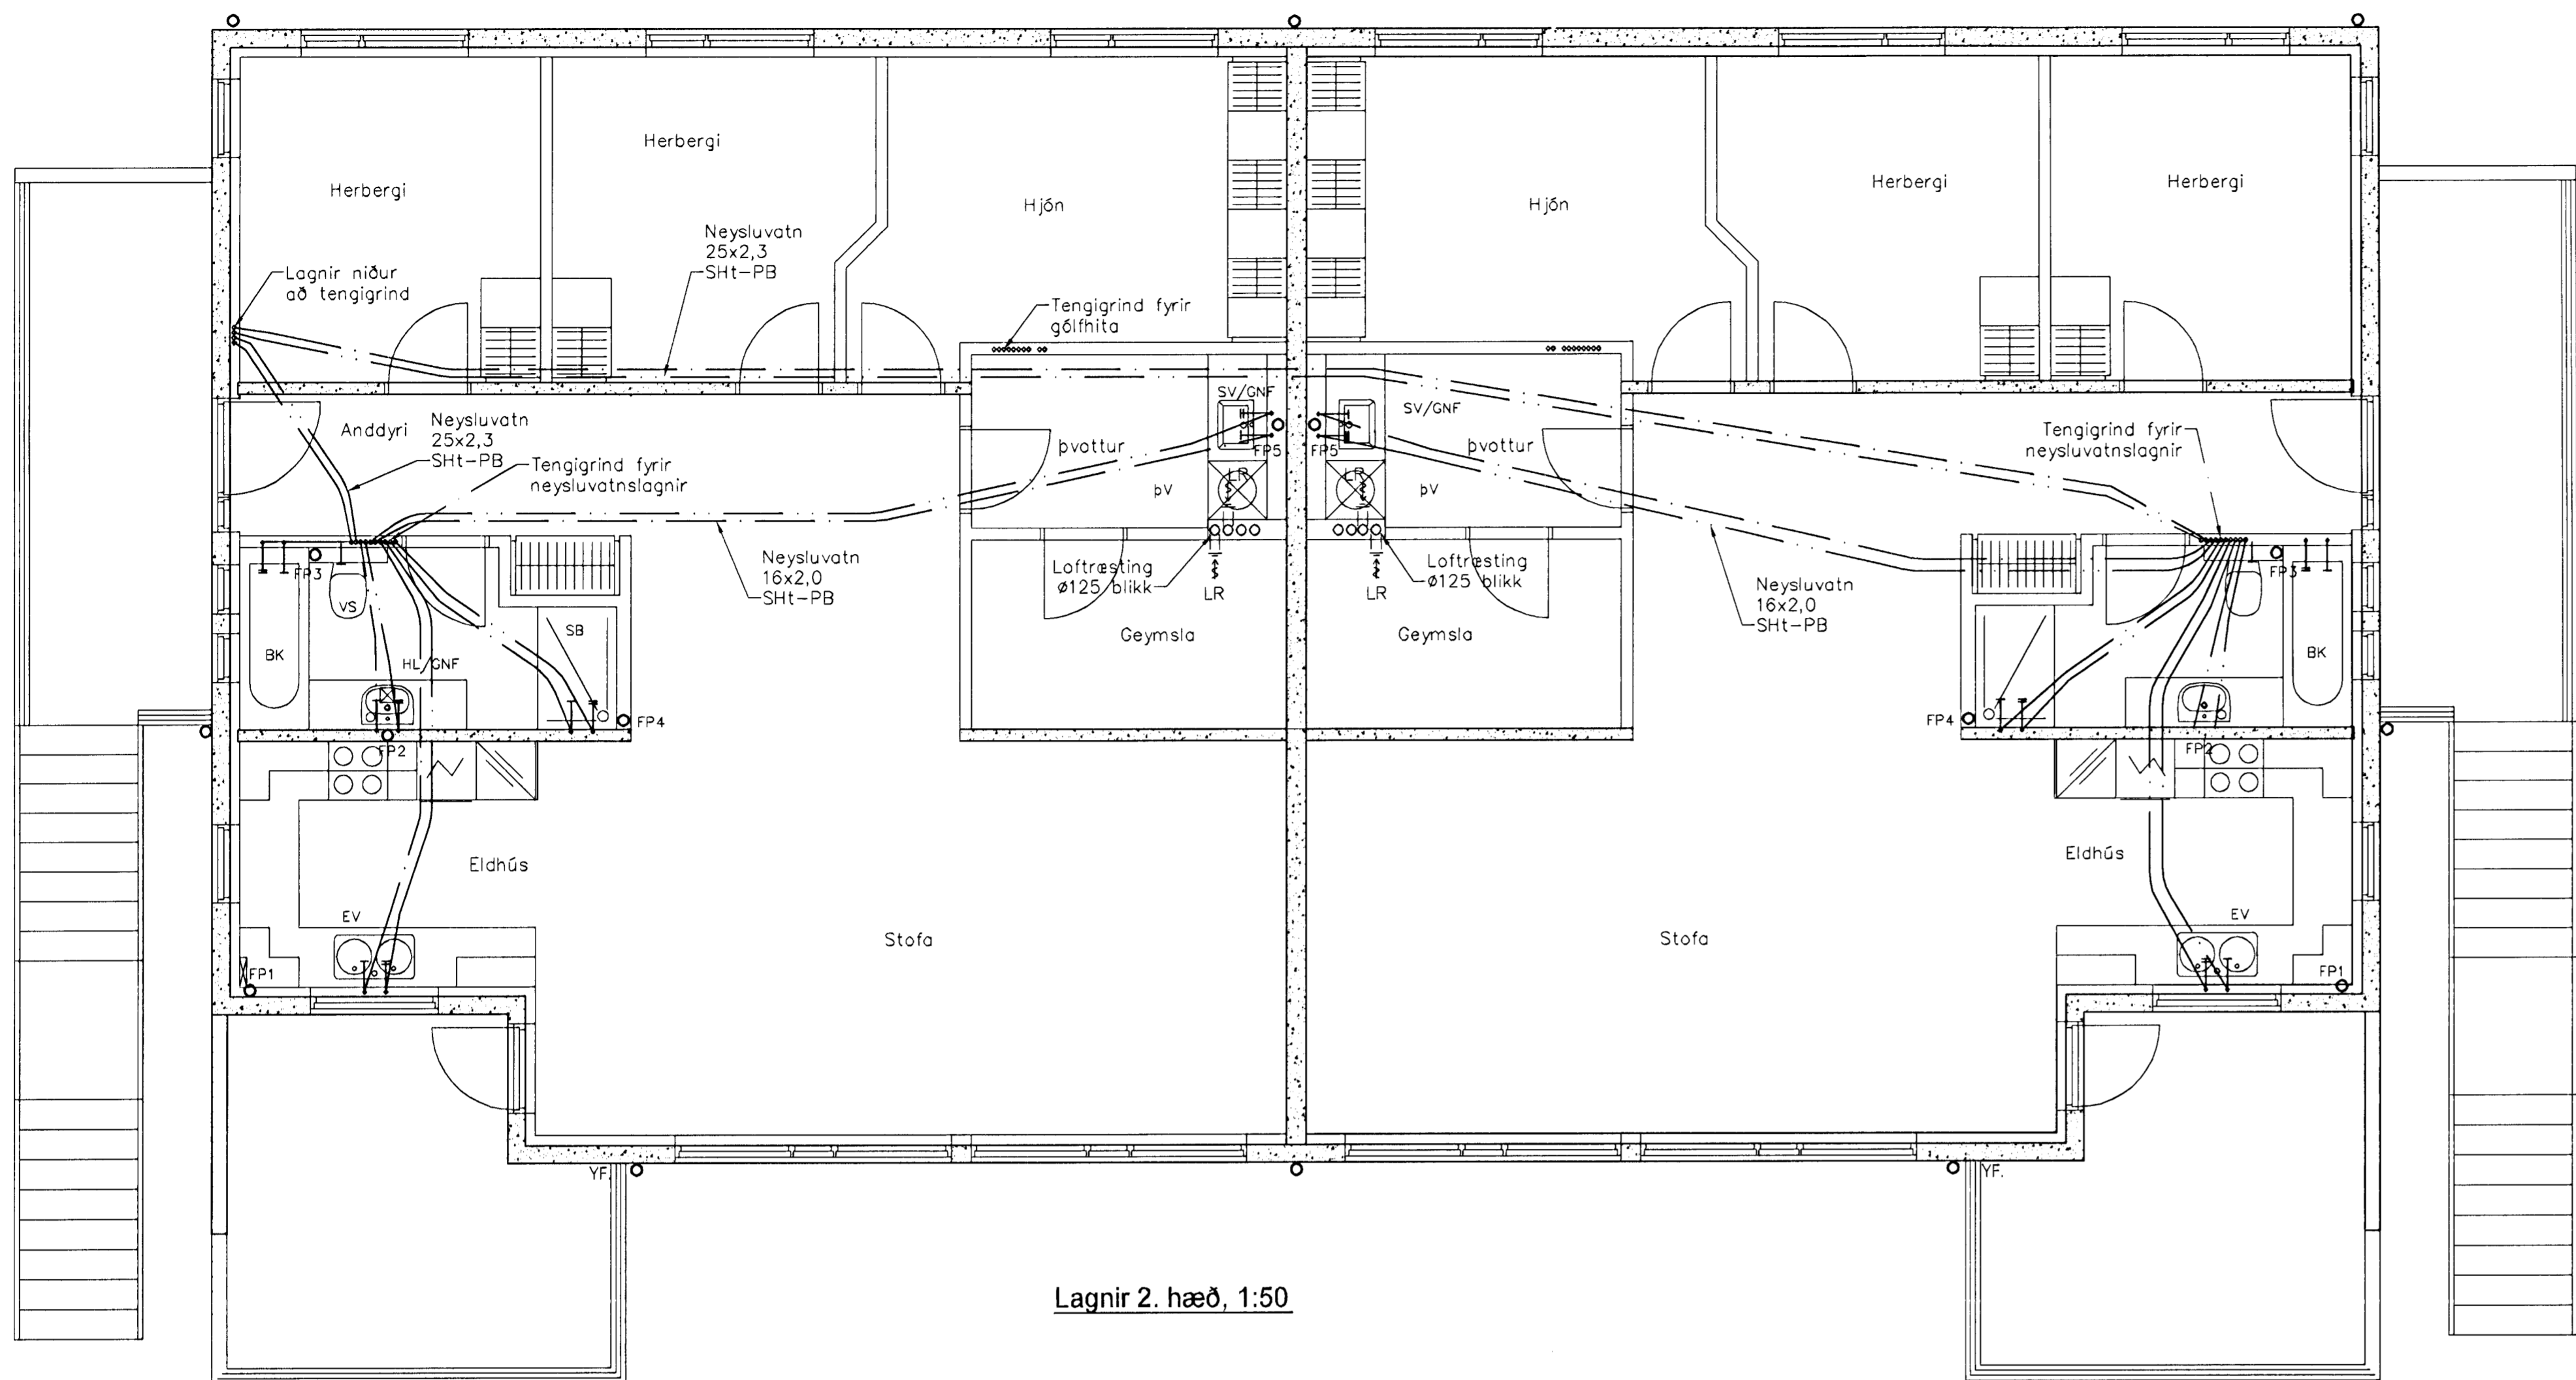 Herbergi
Herbergi
Hjón
Hjón
Herbergi
Herbergi
Neysluvatn
25x2,3
SHt-PB
Lagnir niður
að tengigrind
Tengigrind fyrir
gólfhita
Anddyri
Neysluvatn
25x2,3
SHt-PB
Tengigrind fyrir
neysluvatnslagnir
SV/GNF
SV/GNF
Þvottur
FP5
FP5
Þvottur
Tengigrind fyrir
neysluvatnslagnir
LR
LR
ÞV
ÞV
Neysluvatn
16x2,0
SHt-PB
Loftræsting
ø125 blikk
LR
LR
Loftræsting
ø125 blikk
Neysluvatn
16x2,0
SHt-PB
FP3
FP3
VS
SB
BK
HL/GNF
Geymsla
Geymsla
BK
FP4
FP4
FP2
FP2
Eldhús
Eldhús
EV
EV
Stofa
Stofa
FP1
FP1
YF.
YF.
Lagnir 2. hæð, 1:50